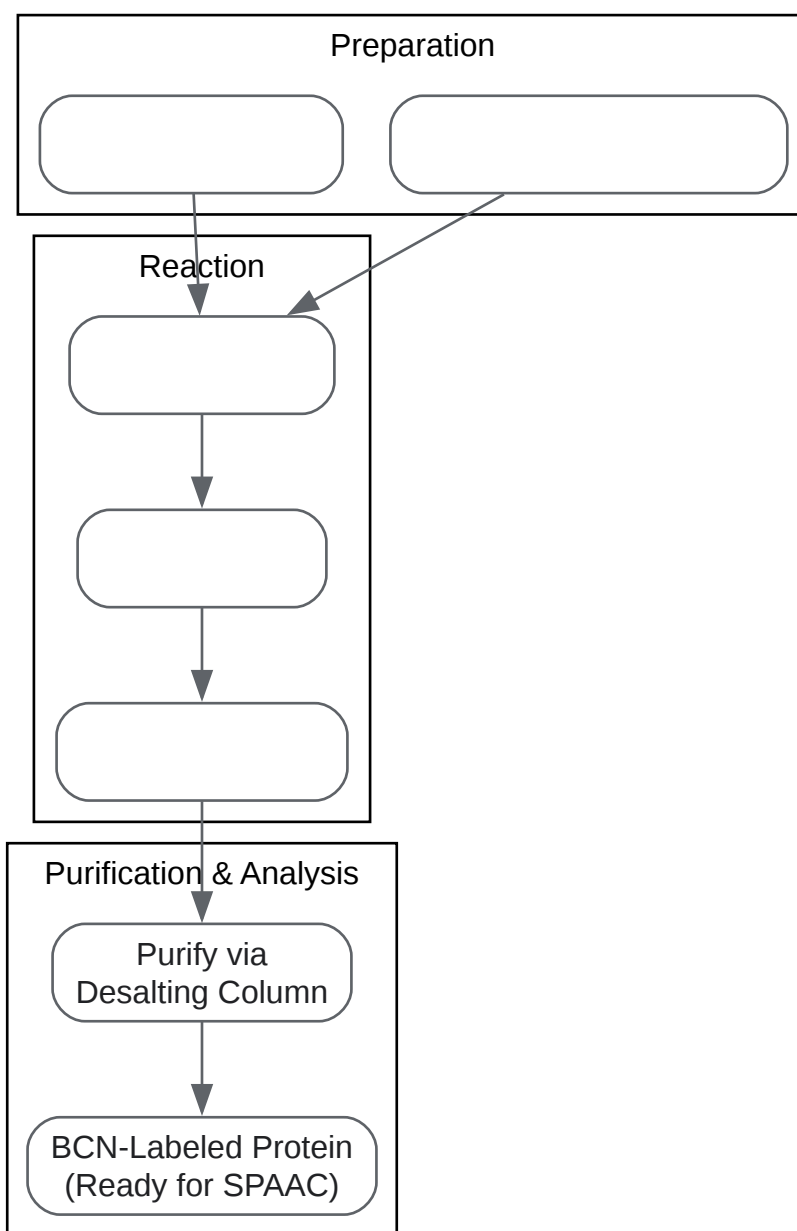 Preparation
Reaction
Purification & Analysis
Purify via
Desalting Column
BCN-Labeled Protein
(Ready for SPAAC)